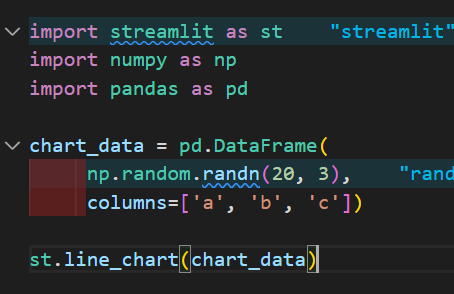 import streamlit as st "streamlit"
import numpy as np
import pandas as pd
chart_data = pd.DataFrame(
np.random.randn(20, 3), "rand
columns=['a', 'b', 'c'])
st.line_chart(chart_data)